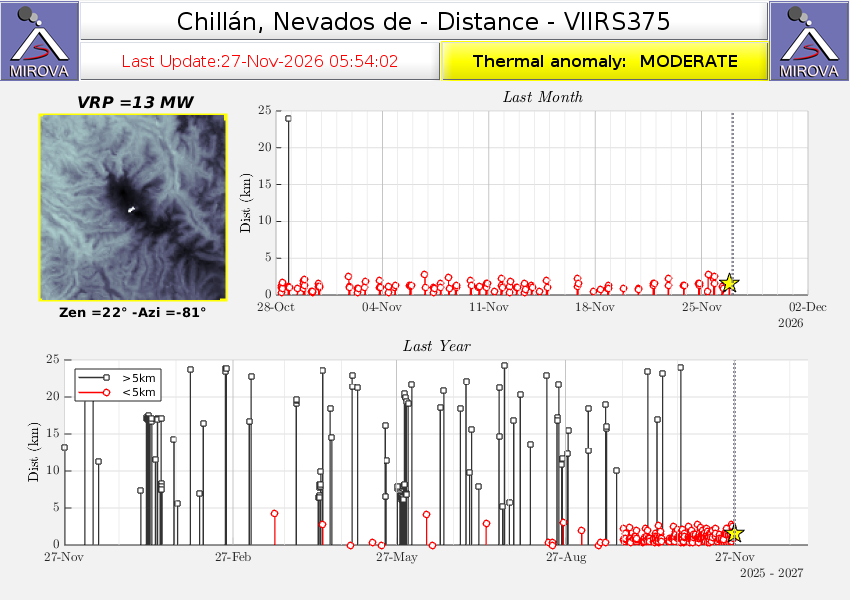 Chillán, Nevados de - Distance - VIIRS375
MIROVA
Last Update:27-Nov-2026 05:54:02
Thermal anomaly: MODERATE
MIROVA
VRP =13 MW
Zen =22° -Azi =-81°
Last Month
Dist (km)
25
20
15
10
5
0
28-Oct
04-Nov
11-Nov
18-Nov
25-Nov
02-Dec
2026
Last Year
Dist (km)
25
20
15
10
5
0
>5km
<5km
27-Nov
27-Feb
27-May
27-Aug
27-Nov
2025 - 2027